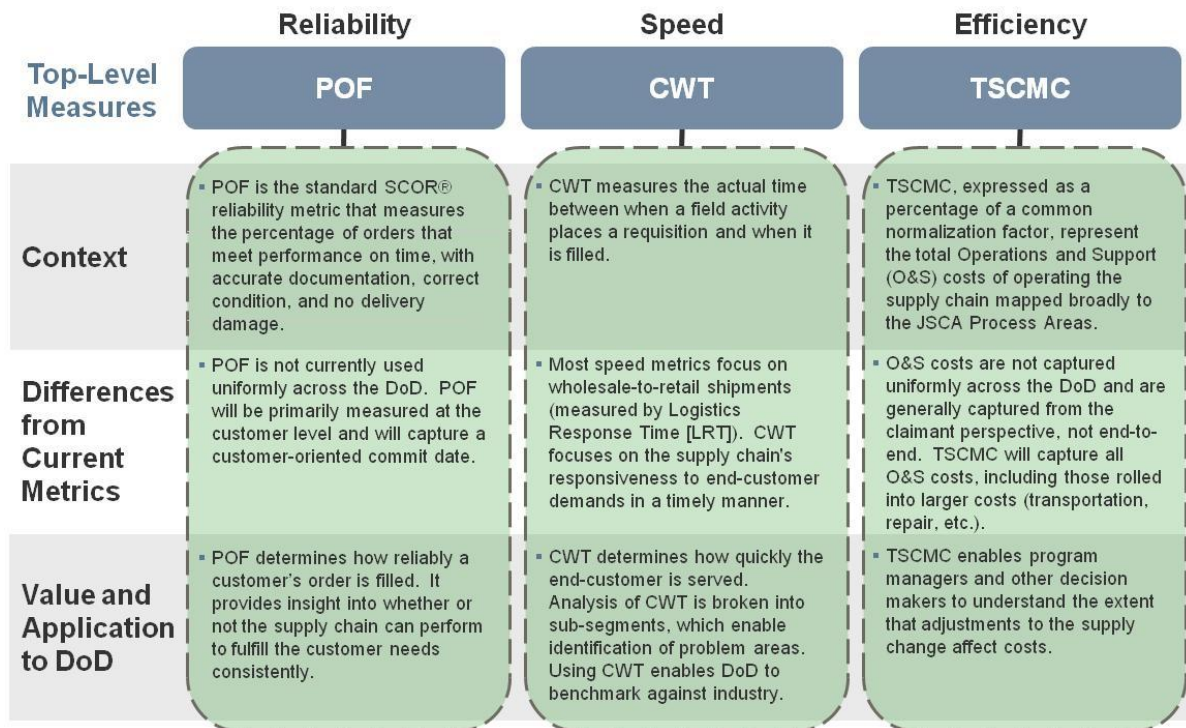 Reliability
Speed
Efficiency
Top-Level
Measures
POF
CWT
TSCMC
Context
▪ POF is the standard SCOR®
reliability metric that measures
the percentage of orders that
meet performance on time, with
accurate documentation, correct
condition, and no delivery
damage.
▪ CWT measures the actual time
between when a field activity
places a requisition and when it
is filled.
▪ TSCMC, expressed as a
percentage of a common
normalization factor, represent
the total Operations and Support
(O&S) costs of operating the
supply chain mapped broadly to
the JSCA Process Areas.
Differences
from
Current
Metrics
▪ POF is not currently used
uniformly across the DoD. POF
will be primarily measured at the
customer level and will capture a
customer-oriented commit date.
▪ Most speed metrics focus on
wholesale-to-retail shipments
(measured by Logistics
Response Time [LRT]). CWT
focuses on the supply chain's
responsiveness to end-customer
demands in a timely manner.
▪ O&S costs are not captured
uniformly across the DoD and are
generally captured from the
claimant perspective, not end-to-
end. TSCMC will capture all
O&S costs, including those rolled
into larger costs (transportation,
repair, etc.).
Value and
Application
to DoD
▪ POF determines how reliably a
customer's order is filled. It
provides insight into whether or
not the supply chain can perform
to fulfill the customer needs
consistently.
▪ CWT determines how quickly the
end-customer is served.
Analysis of CWT is broken into
sub-segments, which enable
identification of problem areas.
Using CWT enables DoD to
benchmark against industry.
▪ TSCMC enables program
managers and other decision
makers to understand the extent
that adjustments to the supply
change affect costs.